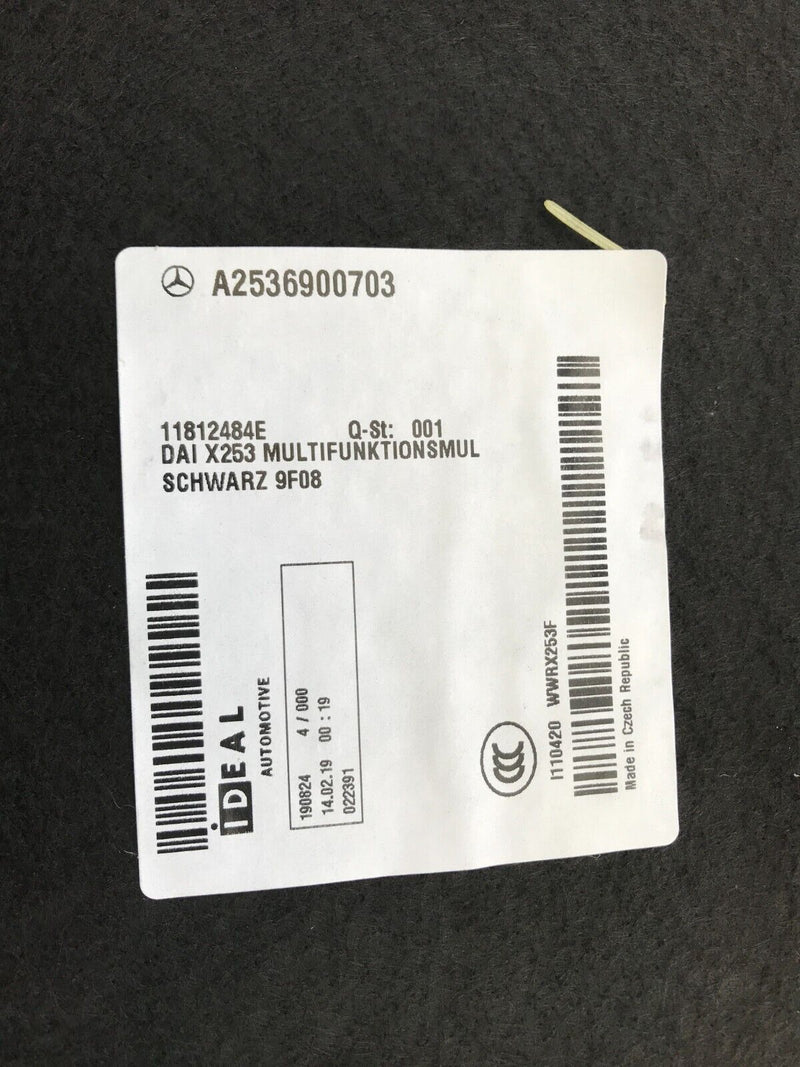 A2536900703
11812484E Q-St: 001
DAI X253 MULTIFUNKTIONSMUL
SCHWARZ 9F08
iDEAL
AUTOMOTIVE
190824 4 / 000
14.02.19 00 : 19
022391
CCC
I110420 WWRX253F
Made in Czech Republic